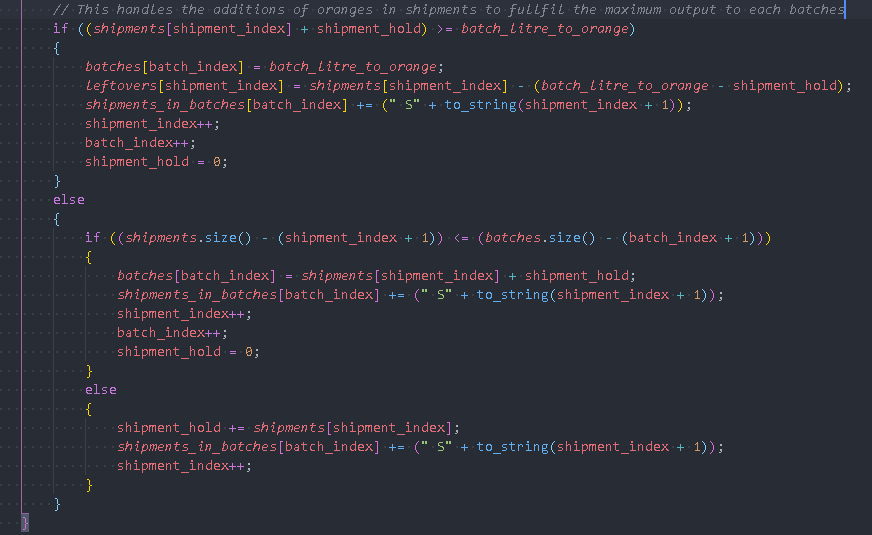 // This handles the additions of oranges in shipments to fullfil the maximum output to each batches
if ((shipments[shipment_index] + shipment_hold) >= batch_litre_to_orange)
{
batches[batch_index] = batch_litre_to_orange;
leftovers[shipment_index] = shipments[shipment_index] - (batch_litre_to_orange - shipment_hold);
shipments_in_batches[batch_index] += (" S" + to_string(shipment_index + 1));
shipment_index++;
batch_index++;
shipment_hold = 0;
}
else
{
if ((shipments.size() - (shipment_index + 1)) <= (batches.size() - (batch_index + 1)))
{
batches[batch_index] = shipments[shipment_index] + shipment_hold;
shipments_in_batches[batch_index] += (" S" + to_string(shipment_index + 1));
shipment_index++;
batch_index++;
shipment_hold = 0;
}
else
{
shipment_hold += shipments[shipment_index];
shipments_in_batches[batch_index] += (" S" + to_string(shipment_index + 1));
shipment_index++;
}
}
}